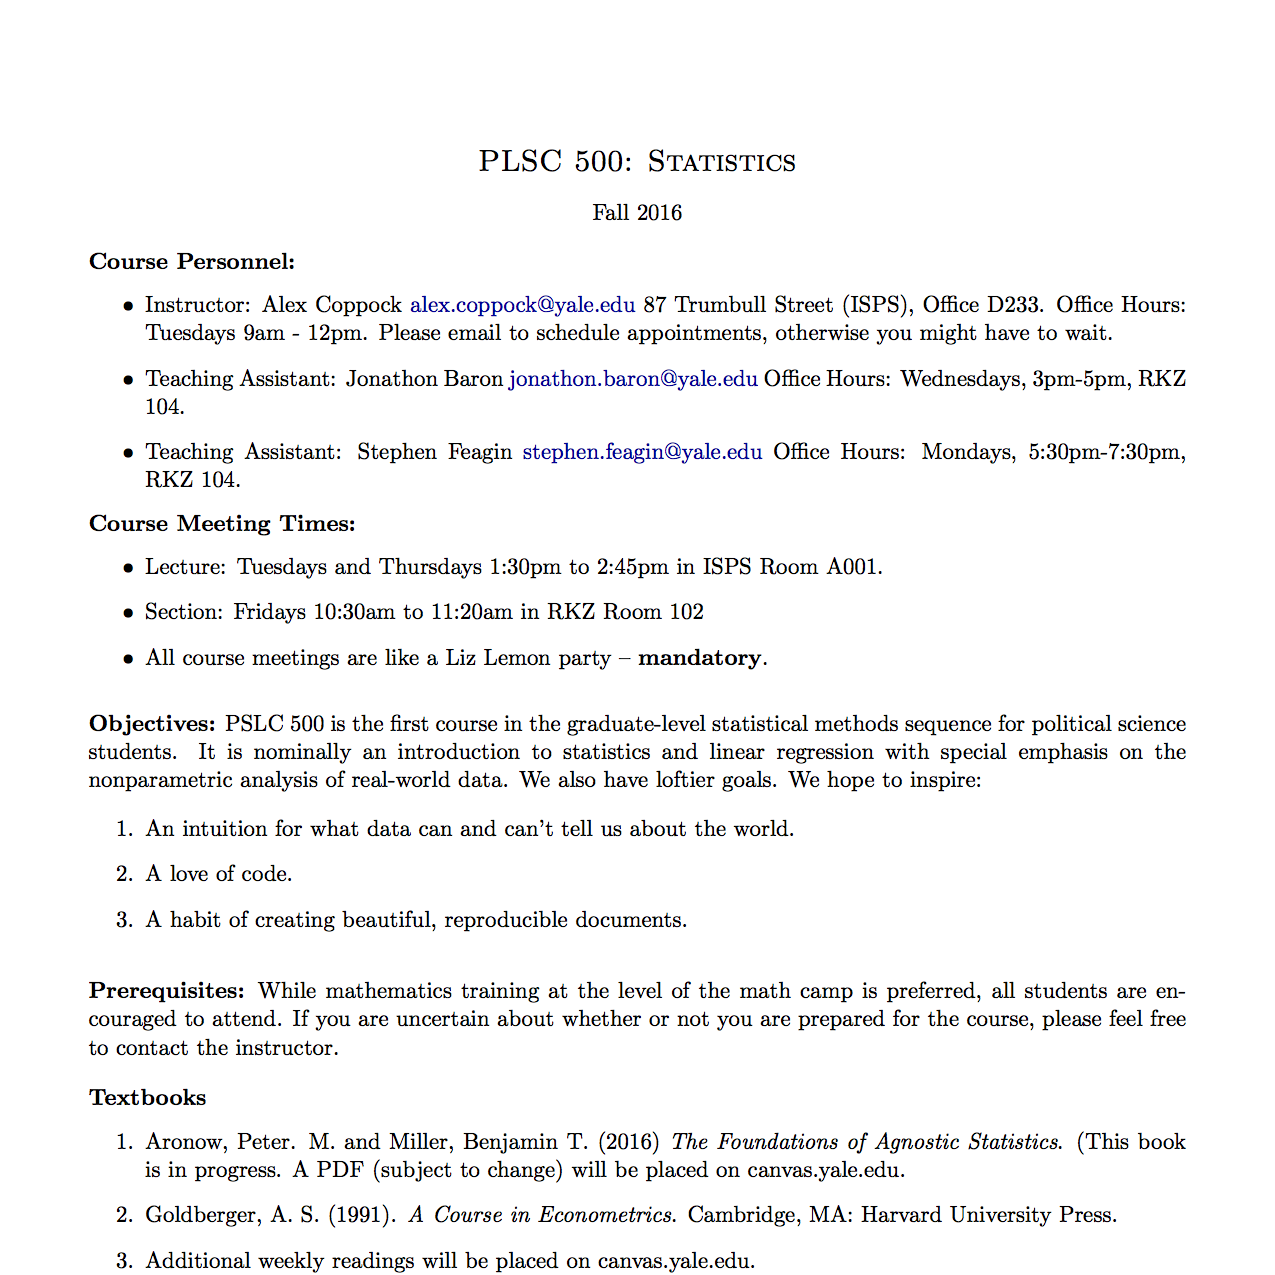 PLSC 500: Statistics
Fall 2016
Course Personnel:
• Instructor: Alex Coppock alex.coppock@yale.edu 87 Trumbull Street (ISPS), Office D233. Office Hours:
Tuesdays 9am - 12pm. Please email to schedule appointments, otherwise you might have to wait.
• Teaching Assistant: Jonathon Baron jonathon.baron@yale.edu Office Hours: Wednesdays, 3pm-5pm, RKZ
104.
• Teaching Assistant: Stephen Feagin stephen.feagin@yale.edu Office Hours: Mondays, 5:30pm-7:30pm,
RKZ 104.
Course Meeting Times:
• Lecture: Tuesdays and Thursdays 1:30pm to 2:45pm in ISPS Room A001.
• Section: Fridays 10:30am to 11:20am in RKZ Room 102
• All course meetings are like a Liz Lemon party – mandatory.
Objectives: PSLC 500 is the first course in the graduate-level statistical methods sequence for political science
students. It is nominally an introduction to statistics and linear regression with special emphasis on the
nonparametric analysis of real-world data. We also have loftier goals. We hope to inspire:
1. An intuition for what data can and can't tell us about the world.
2. A love of code.
3. A habit of creating beautiful, reproducible documents.
Prerequisites: While mathematics training at the level of the math camp is preferred, all students are en-
couraged to attend. If you are uncertain about whether or not you are prepared for the course, please feel free
to contact the instructor.
Textbooks
1. Aronow, Peter. M. and Miller, Benjamin T. (2016) The Foundations of Agnostic Statistics. (This book
is in progress. A PDF (subject to change) will be placed on canvas.yale.edu.
2. Goldberger, A. S. (1991). A Course in Econometrics. Cambridge, MA: Harvard University Press.
3. Additional weekly readings will be placed on canvas.yale.edu.